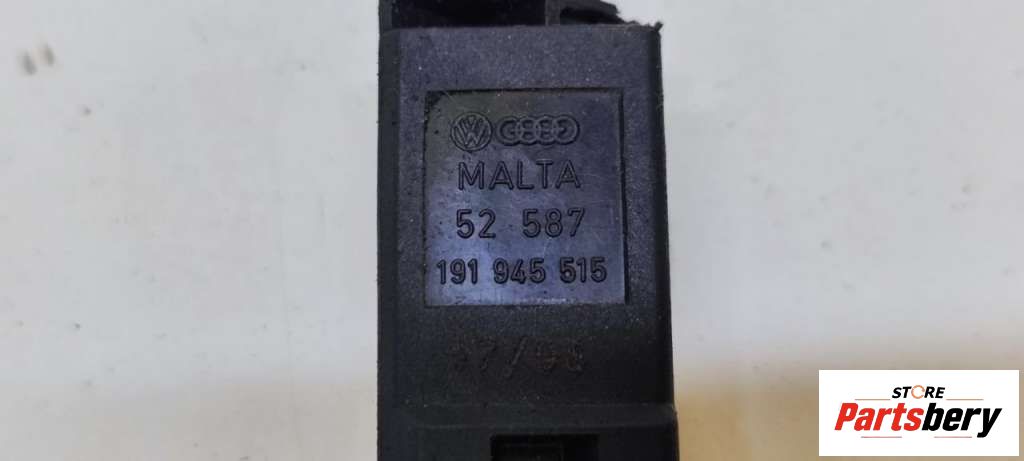 MALTA
52 587
191 945 515
STORE
Partsbery